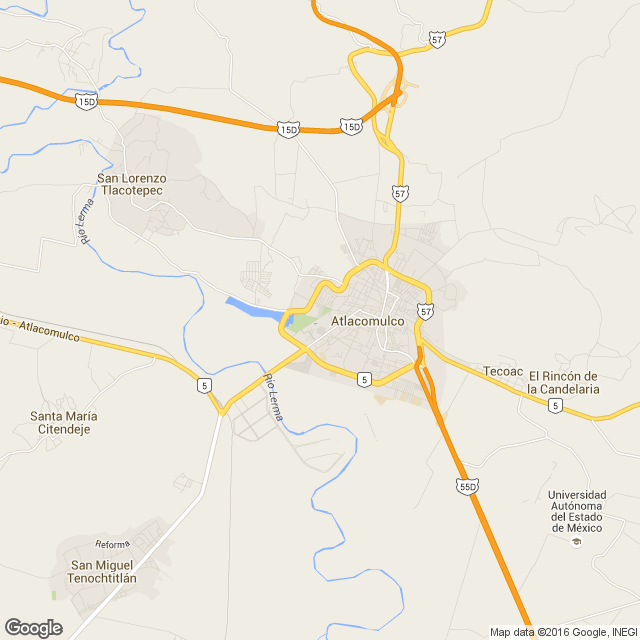 57
15D
15D
15D
San Lorenzo
Tlacotepec
57
Río Lerma
57
io - Atlacomulco
Atlacomulco
Tecoac
El Rincón de
la Candelaria
5
5
5
Río Lerma
Santa María
Citendeje
55D
Universidad
Autónoma
del Estado
de México
Reforma
San Miguel
Tenochtitlán
Google
Map data ©2016 Google, INEGI